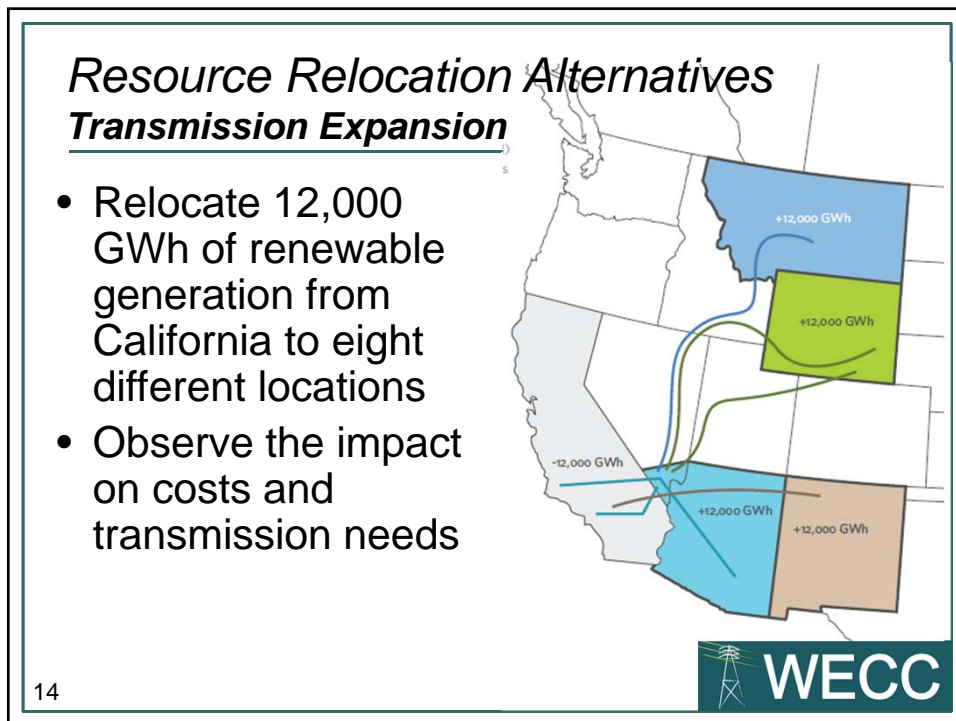 Resource Relocation Alternatives
Transmission Expansion
)
s
• Relocate 12,000
GWh of renewable
generation from
California to eight
different locations
• Observe the impact
on costs and
transmission needs
+12,000 GWh
+12,000 GWh
-12,000 GWh
+12,000 GWh
+12,000 GWh
14
WECC